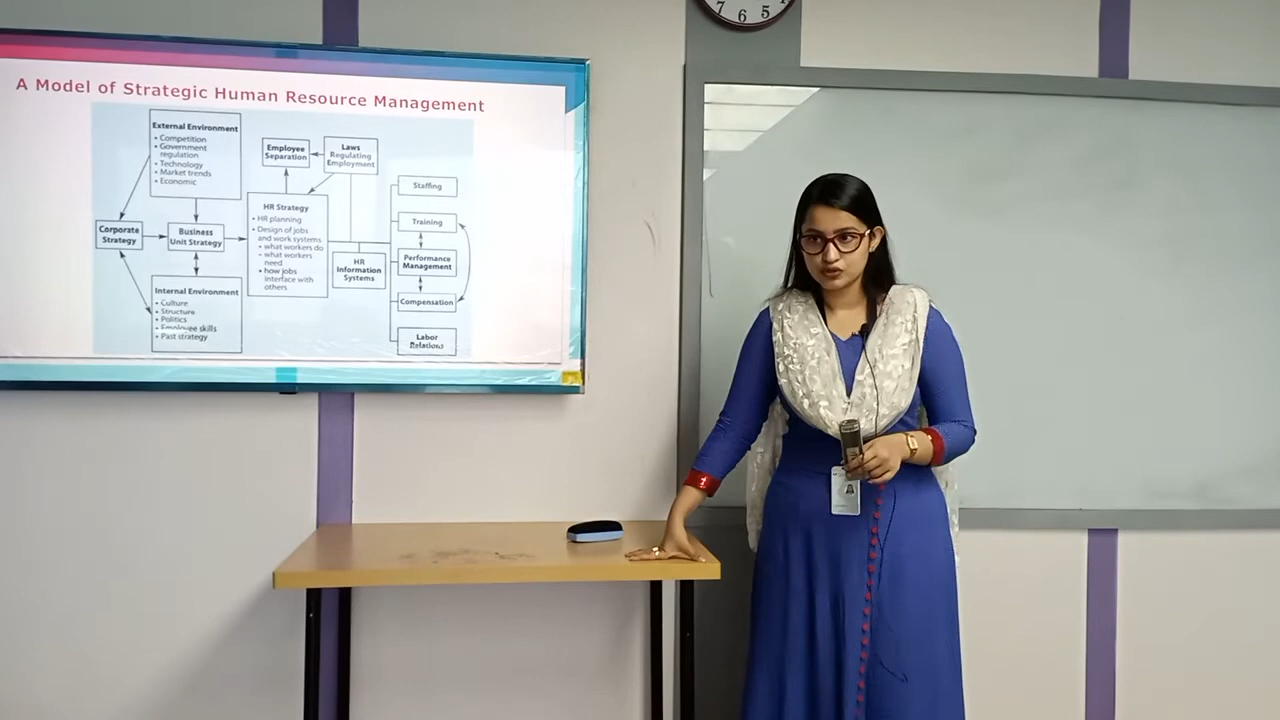 7 6 5
A Model of Strategic Human Resource Management
External Environment
• Competition
• Government
regulation
• Technology
• Market trends
• Economic
Employee
Separation
Laws
Regulating
Employment
Corporate
Strategy
Business
Unit Strategy
HR Strategy
• HR planning
• Design of jobs
and work systems
- what workers do
- what workers
need
• how jobs
interface with
others
HR
Information
Systems
Staffing
Training
Performance
Management
Compensation
Labor
Relations
Internal Environment
• Culture
• Structure
• Politics
• Employee skills
• Past strategy